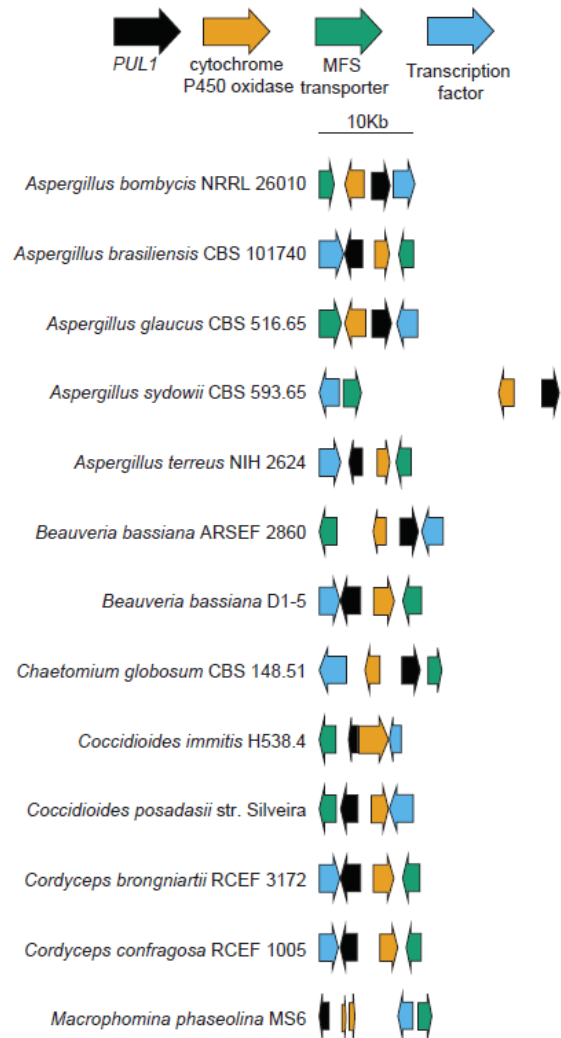 PUL1
cytochrome
P450 oxidase
MFS
transporter
Transcription
factor
10Kb
Aspergillus bombycis NRRL 26010
Aspergillus brasiliensis CBS 101740
Aspergillus glaucus CBS 516.65
Aspergillus sydowii CBS 593.65
Aspergillus terreus NIH 2624
Beauveria bassiana ARSEF 2860
Beauveria bassiana D1-5
Chaetomium globosum CBS 148.51
Coccidioides immitis H538.4
Coccidioides posadasii str. Silveira
Cordyceps brongniartii RCEF 3172
Cordyceps confragosa RCEF 1005
Macrophomina phaseolina MS6